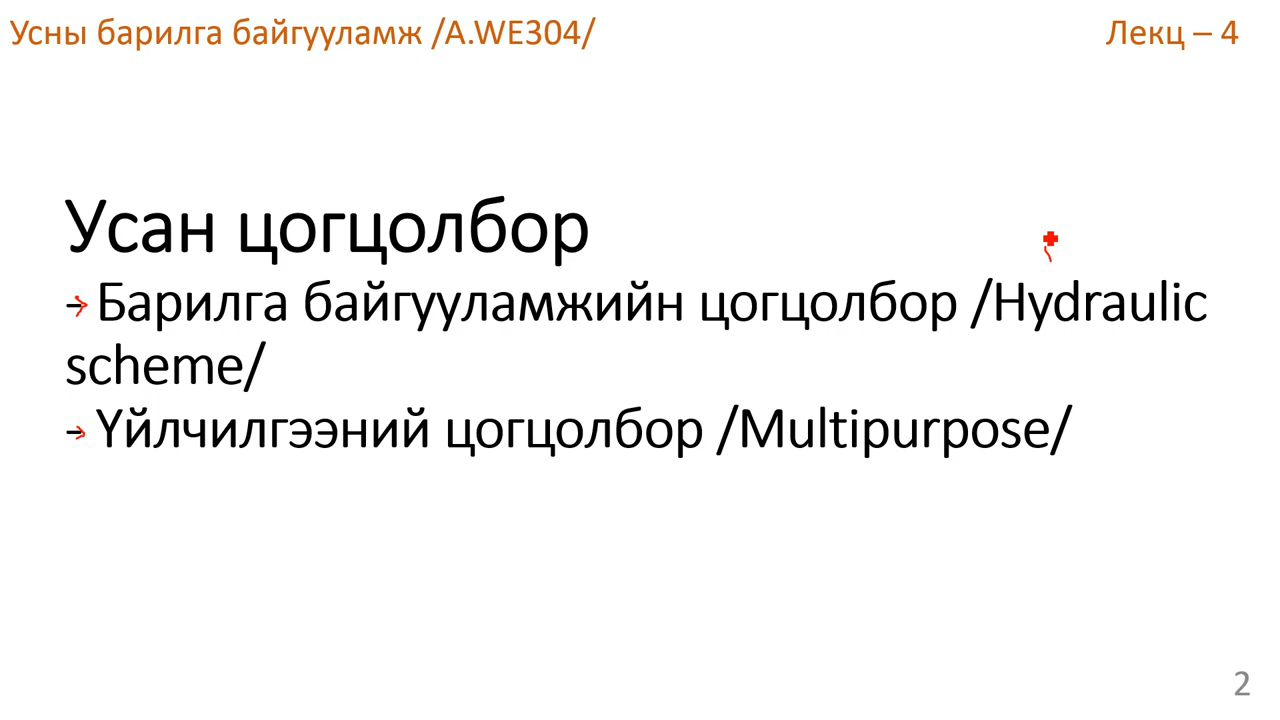 Усны барилга байгууламж /A.WE304/
Лекц – 4
Усан цогцолбор
- Барилга байгууламжийн цогцолбор /Hydraulic
scheme/
- Үйлчилгээний цогцолбор /Multipurpose/
2